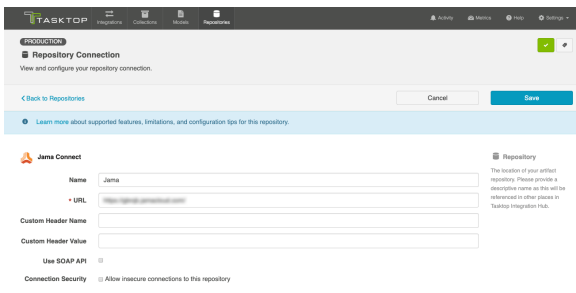 TASKTOP
Integrations Collections Models Repositories Activity Metrics Help Settings
PRODUCTION
Repository Connection
View and configure your repository connection.
Back to Repositories Cancel Save
Learn more about supported features, limitations, and configuration tips for this repository.
Jama Connect Repository
The location of your artifact
repository. Please provide a
descriptive name as this will be
referenced in other places in
Tasktop Integration Hub.
Name Jama
* URL
Custom Header Name
Custom Header Value
Use SOAP API
Connection Security Allow insecure connections to this repository